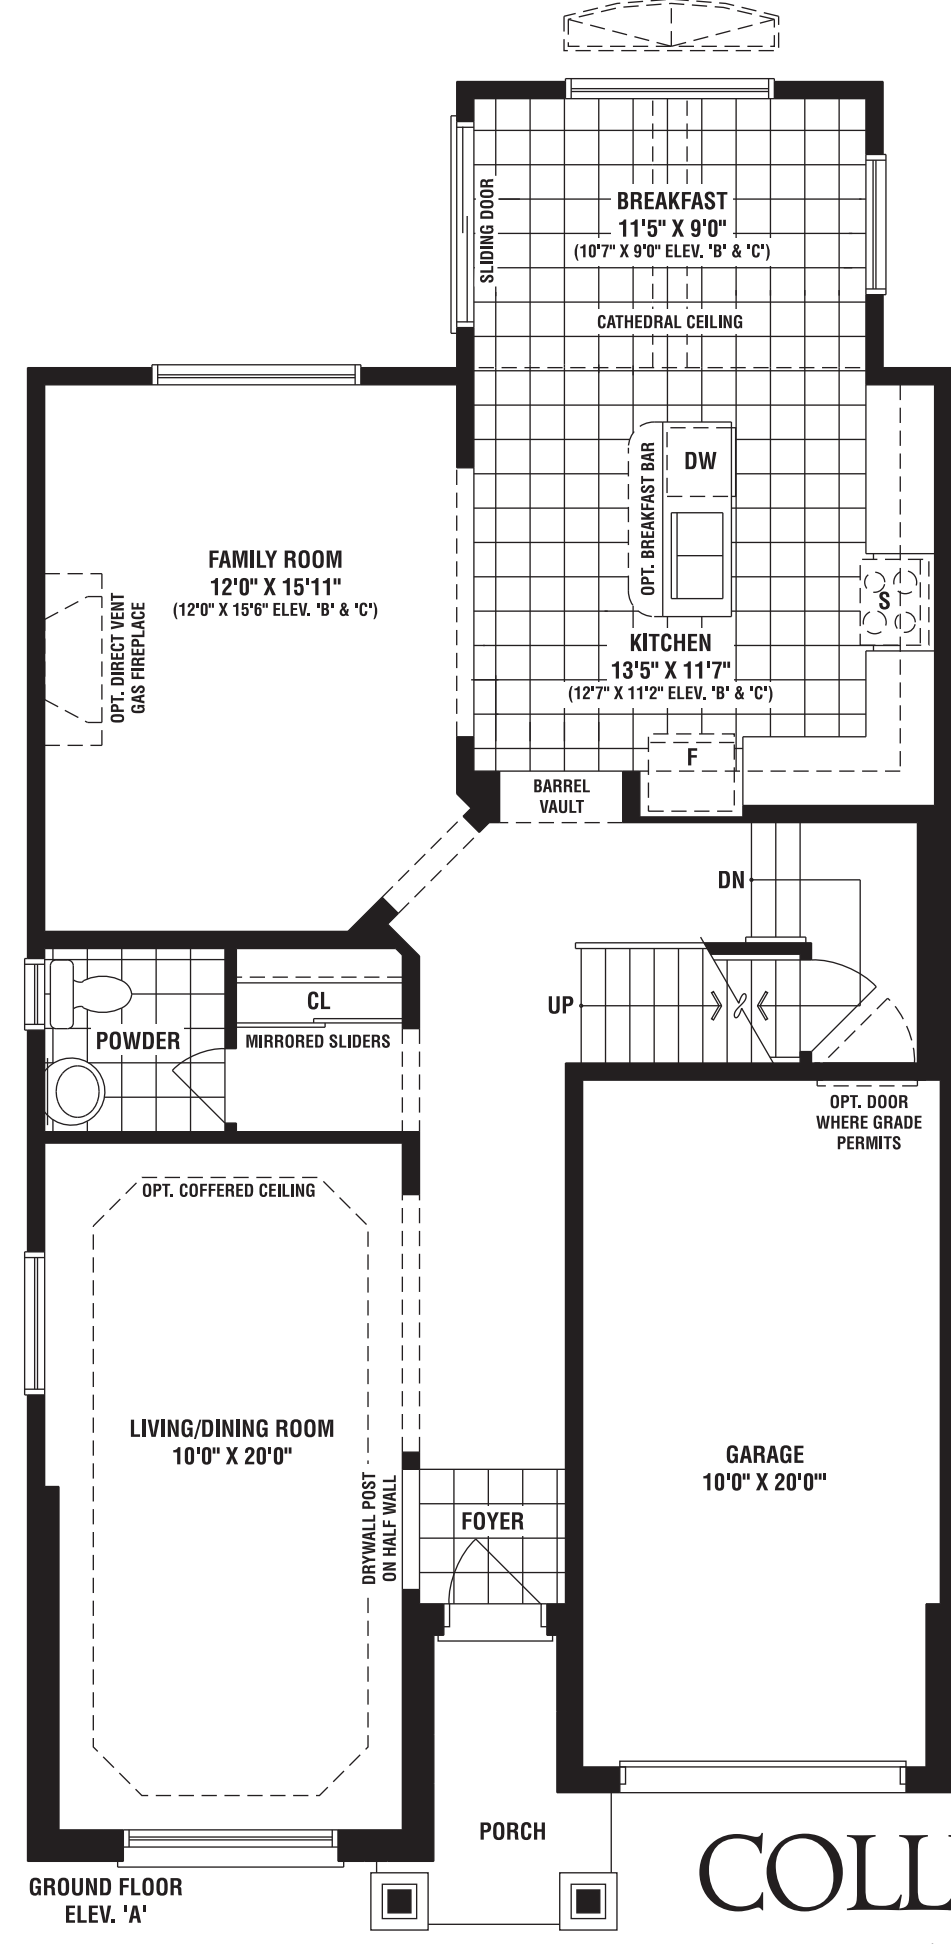 SLIDING DOOR
BREAKFAST
11'5" X 9'0"
(10'7" X 9'0" ELEV. 'B' & 'C')
CATHEDRAL CEILING
OPT. BREAKFAST BAR
DW
S
FAMILY ROOM
12'0" X 15'11"
(12'0" X 15'6" ELEV. 'B' & 'C')
OPT. DIRECT VENT
GAS FIREPLACE
KITCHEN
13'5" X 11'7"
(12'7" X 11'2" ELEV. 'B' & 'C')
F
BARREL
VAULT
DN
UP
CL
POWDER
MIRRORED SLIDERS
OPT. DOOR
WHERE GRADE
PERMITS
OPT. COFFERED CEILING
LIVING/DINING ROOM
10'0" X 20'0"
DRYWALL POST
ON HALF WALL
FOYER
GARAGE
10'0" X 20'0'"
PORCH
GROUND FLOOR
ELEV. 'A'
COLL